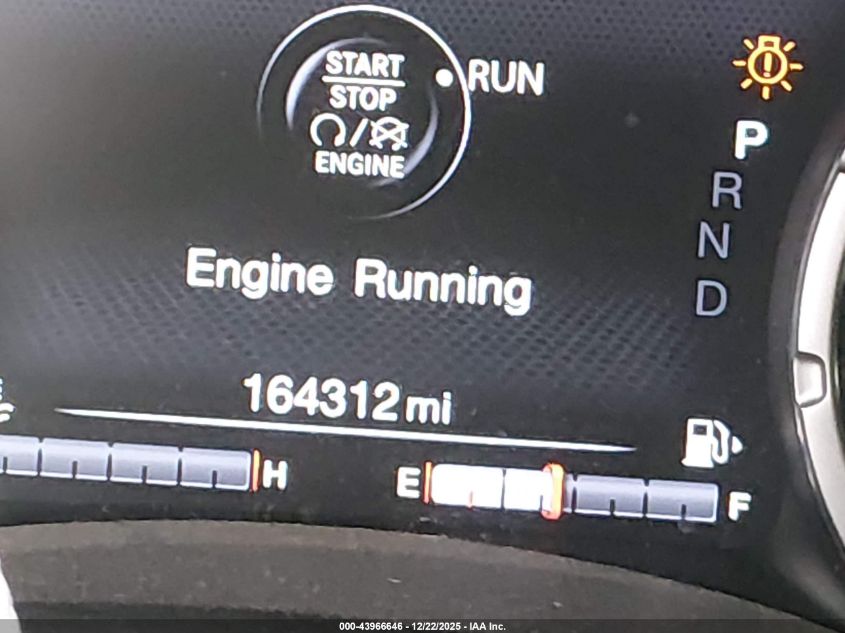 START
STOP
ENGINE
RUN
P
R
N
D
Engine Running
164312 mi
H
E
F
000-43966646 - 12/22/2025 - IAA Inc.